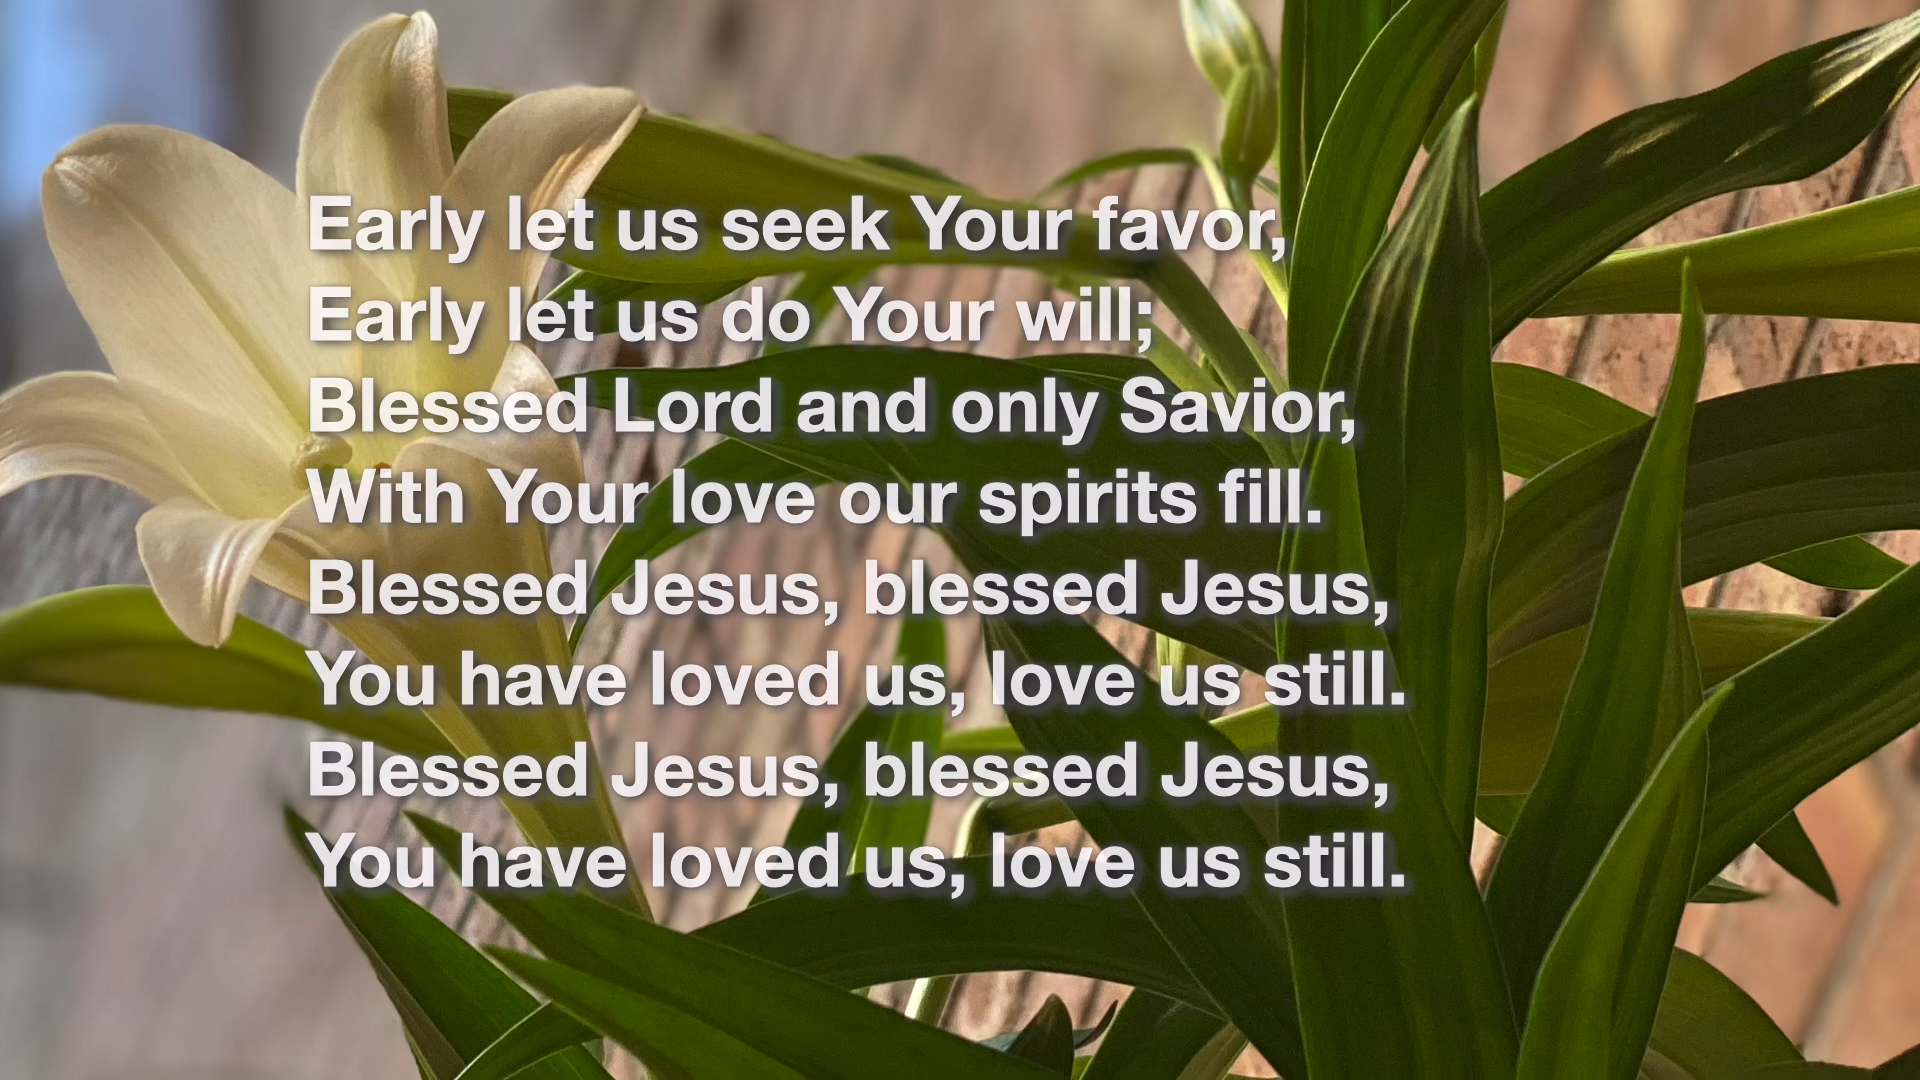 Early let us seek Your favor,
Early let us do Your will;
Blessed Lord and only Savior,
With Your love our spirits fill.
Blessed Jesus, blessed Jesus,
You have loved us, love us still.
Blessed Jesus, blessed Jesus,
You have loved us, love us still.